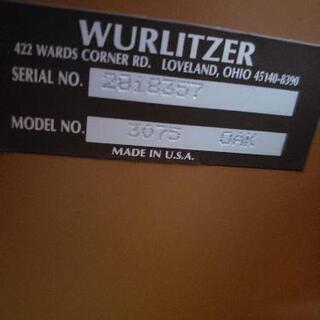 WURLITZER
422 WARDS CORNER RD. LOVELAND, OHIO 45140-8390
SERIAL NO. 2818357
MODEL NO. 3075 OAK
MADE IN U.S.A.